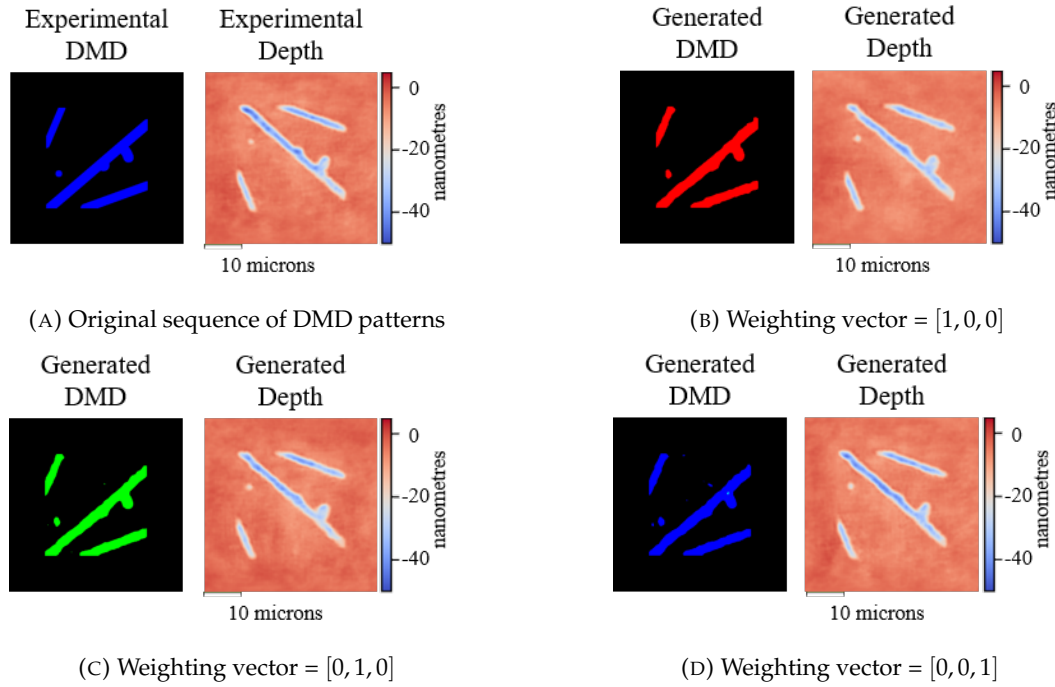 Experimental DMD
Experimental Depth
0
-20
-40
nanometres
10 microns
(A) Original sequence of DMD patterns
Generated DMD
Generated Depth
0
-20
-40
nanometres
10 microns
(B) Weighting vector = [1, 0, 0]
Generated DMD
Generated Depth
0
-20
-40
nanometres
10 microns
(C) Weighting vector = [0, 1, 0]
Generated DMD
Generated Depth
0
-20
-40
nanometres
10 microns
(D) Weighting vector = [0, 0, 1]